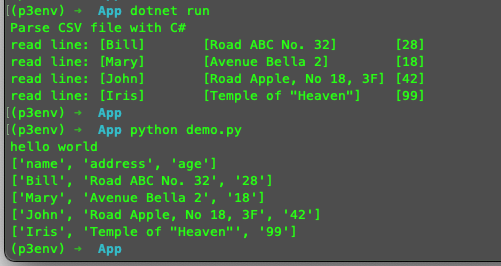 (p3env) → App dotnet run
Parse CSV file with C#
read line: [Bill] [Road ABC No. 32] [28]
read line: [Mary] [Avenue Bella 2] [18]
read line: [John] [Road Apple, No 18, 3F] [42]
read line: [Iris] [Temple of "Heaven"] [99]
[(p3env) → App
[(p3env) → App python demo.py
hello world
['name', 'address', 'age']
['Bill', 'Road ABC No. 32', '28']
['Mary', 'Avenue Bella 2', '18']
['John', 'Road Apple, No 18, 3F', '42']
['Iris', 'Temple of "Heaven"', '99']
(p3env) → App